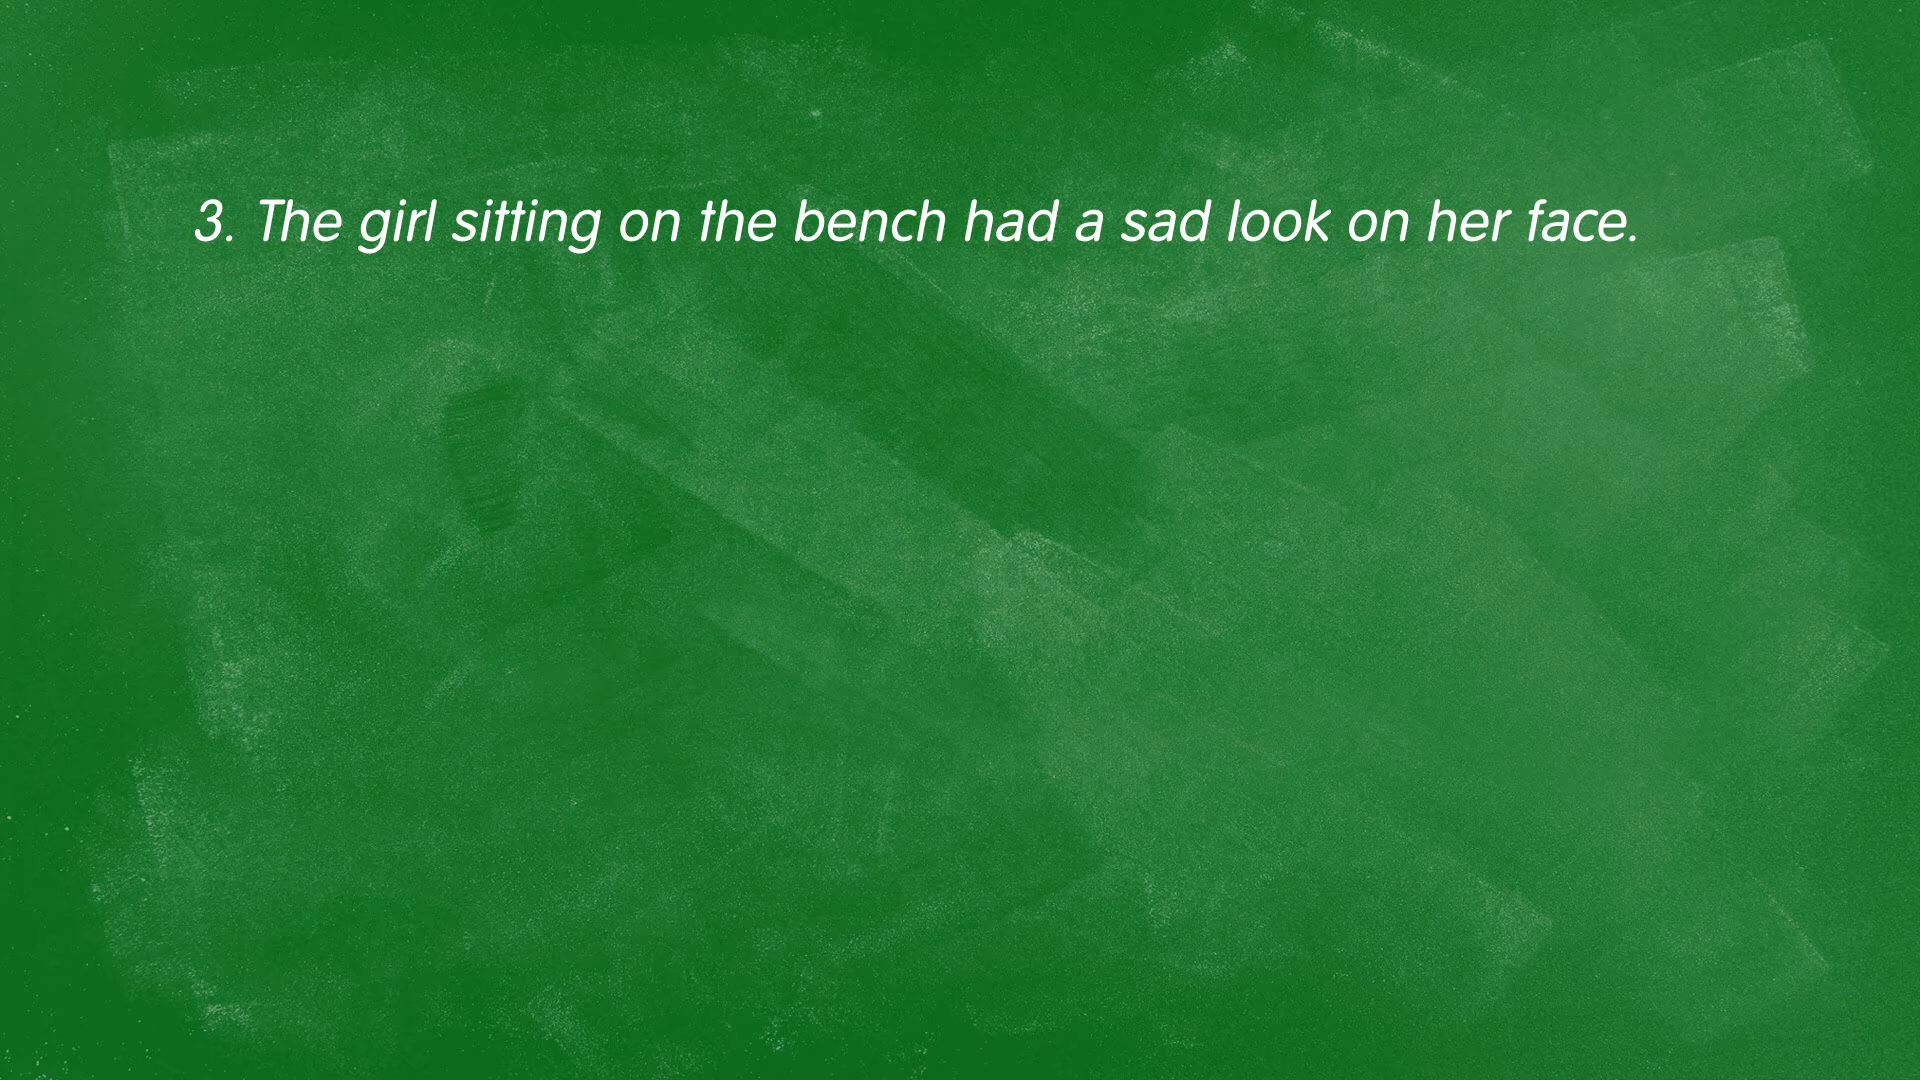 3. The girl sitting on the bench had a sad look on her face.